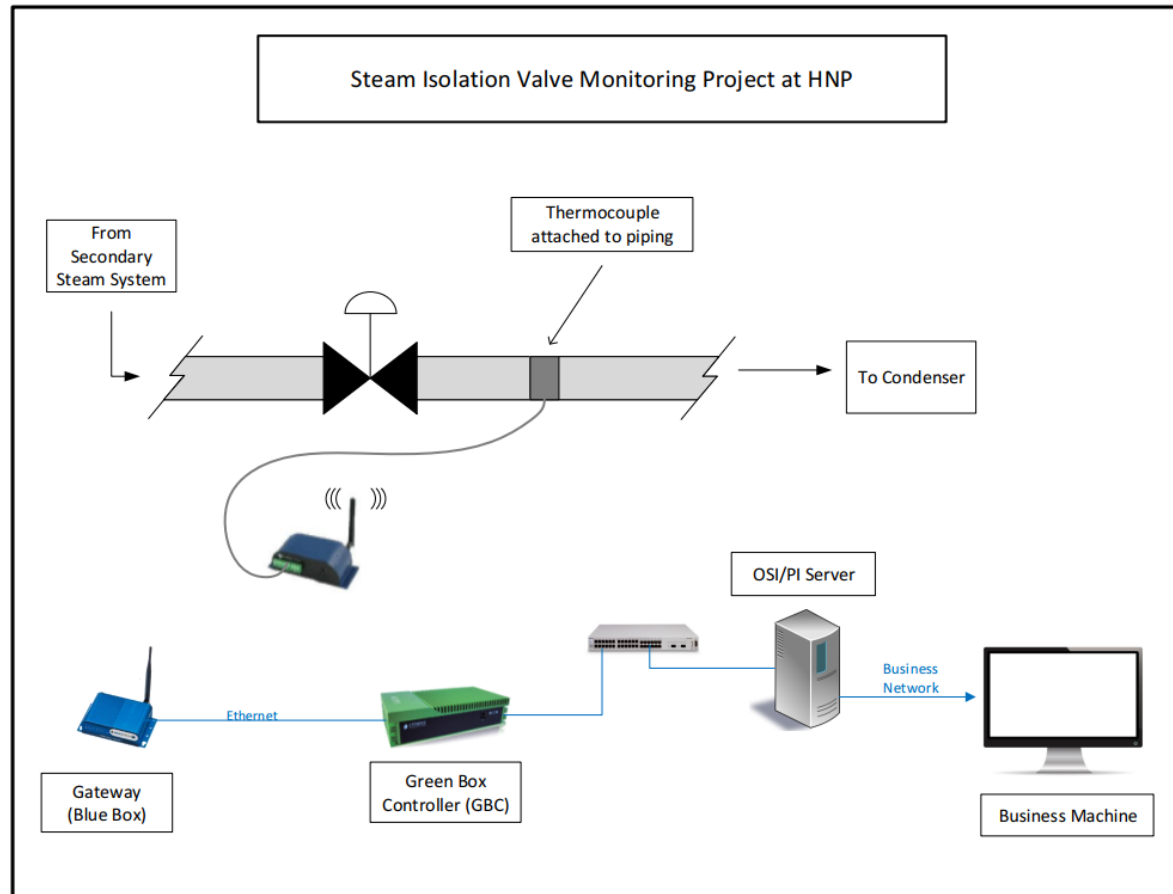 Steam Isolation Valve Monitoring Project at HNP
From
Secondary
Steam System
Thermocouple
attached to piping
To Condenser
OSI/PI Server
Business
Network
Ethernet
Gateway
(Blue Box)
Green Box
Controller (GBC)
Business Machine